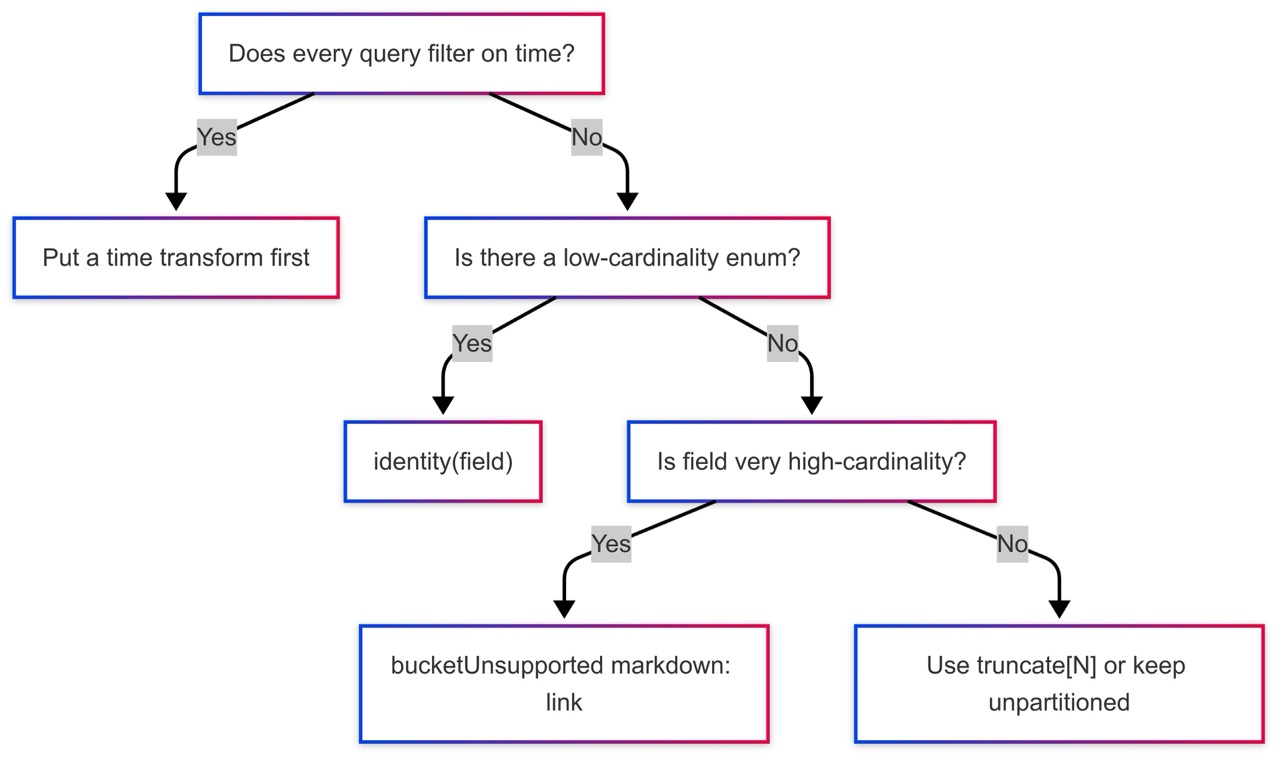 Does every query filter on time?
Yes
No
Put a time transform first
Is there a low-cardinality enum?
Yes
No
identity(field)
Is field very high-cardinality?
Yes
No
bucketUnsupported markdown:
link
Use truncate[N] or keep
unpartitioned